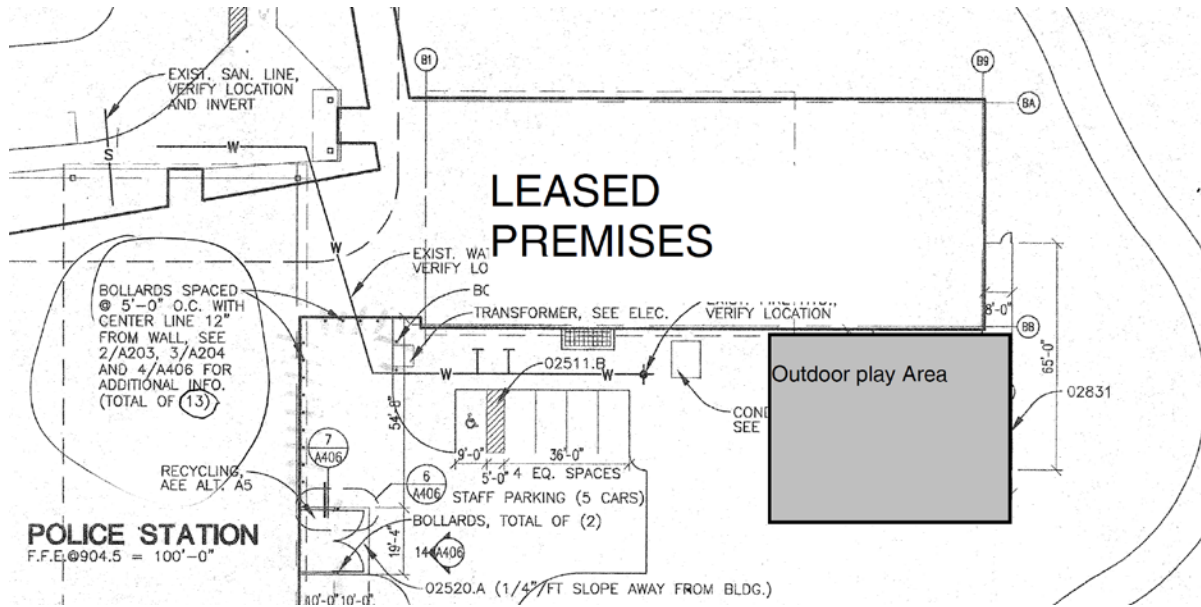 B1
B9
BA
EXIST. SAN. LINE,
VERIFY LOCATION
AND INVERT
S
W
LEASED
PREMISES
W
EXIST. WA
VERIFY LO
BOLLARDS SPACED
@ 5'-0" O.C. WITH
CENTER LINE 12"
FROM WALL, SEE
2/A203, 3/A204
AND 4/A406 FOR
ADDITIONAL INFO.
(TOTAL OF 13)
TRANSFORMER, SEE ELEC.
VERIFY LOCATION
8'-0"
BB
65'-0"
02511.B
W
W
Outdoor play Area
02831
COND
SEE
54'-8"
9'-0"
36'-0"
5'-0"
4 EQ. SPACES
STAFF PARKING (5 CARS)
7
A406
6
A406
RECYCLING,
AEE ALT. A5
BOLLARDS, TOTAL OF (2)
POLICE STATION
F.F.E.@904.5 = 100'-0"
19'-4"
14
A406
02520.A (1/4"/FT SLOPE AWAY FROM BLDG.)
10'-0"
10'-0"